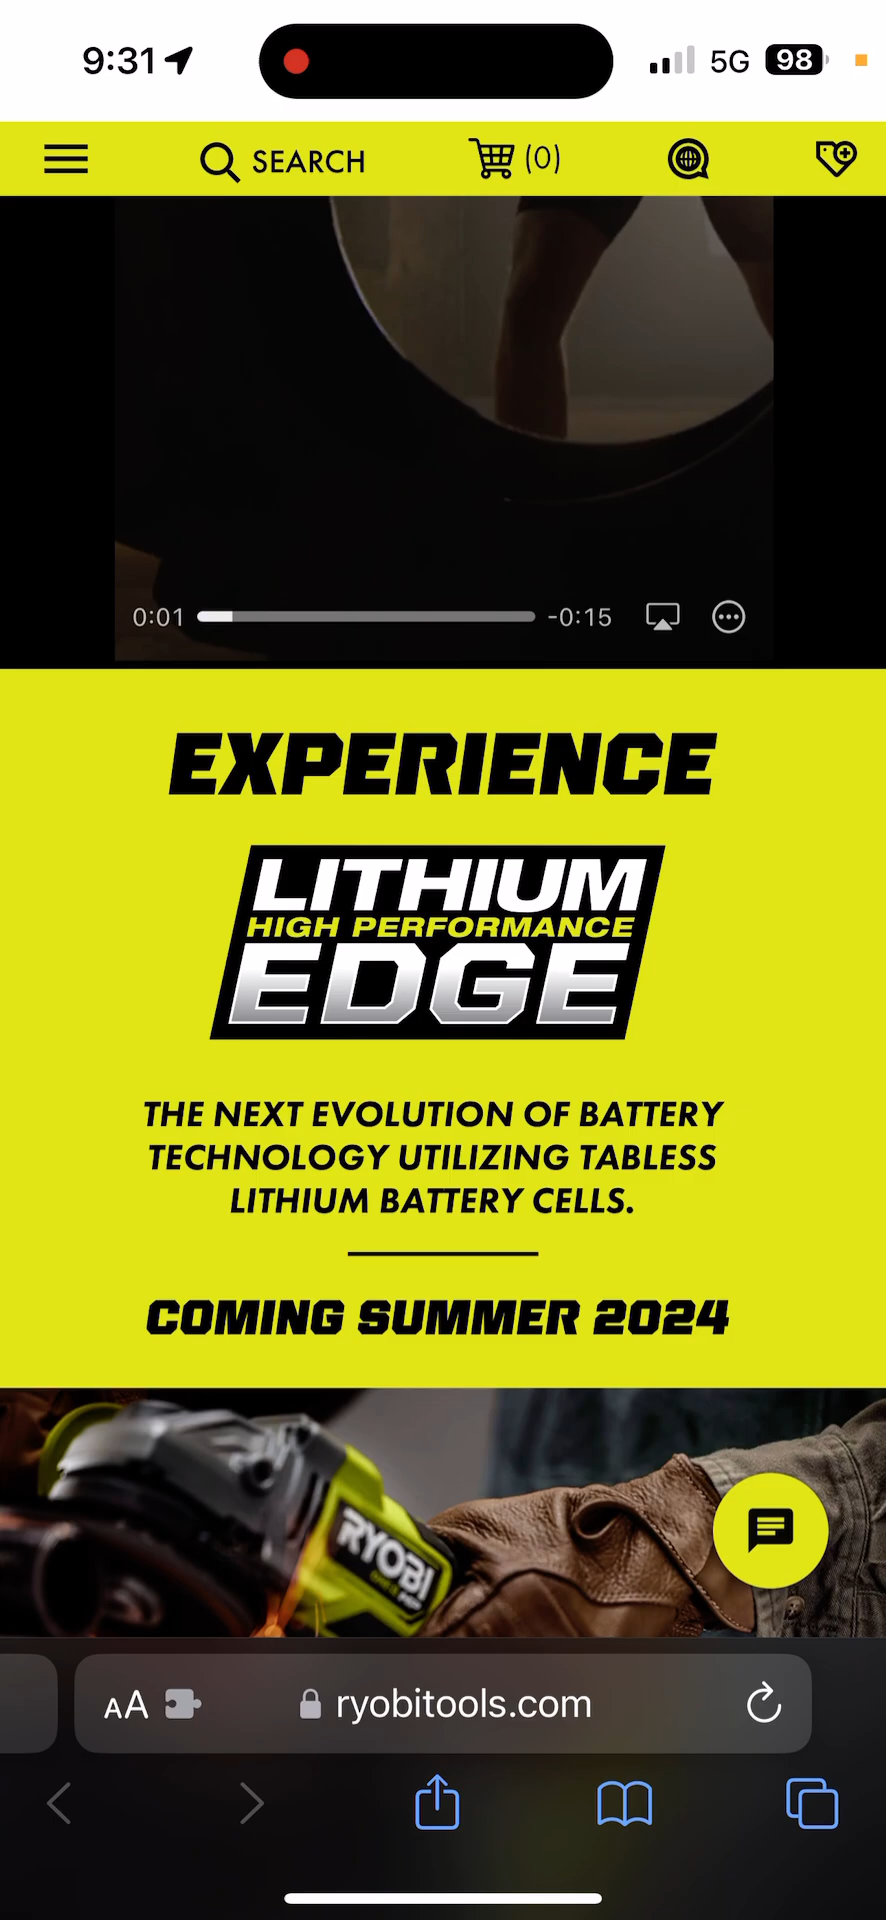 9:31
5G
98
SEARCH
(0)
0:01
-0:15
EXPERIENCE
LITHIUM
HIGH PERFORMANCE
EDGE
THE NEXT EVOLUTION OF BATTERY
TECHNOLOGY UTILIZING TABLESS
LITHIUM BATTERY CELLS.
COMING SUMMER 2024
RYOBI
AA
ryobitools.com